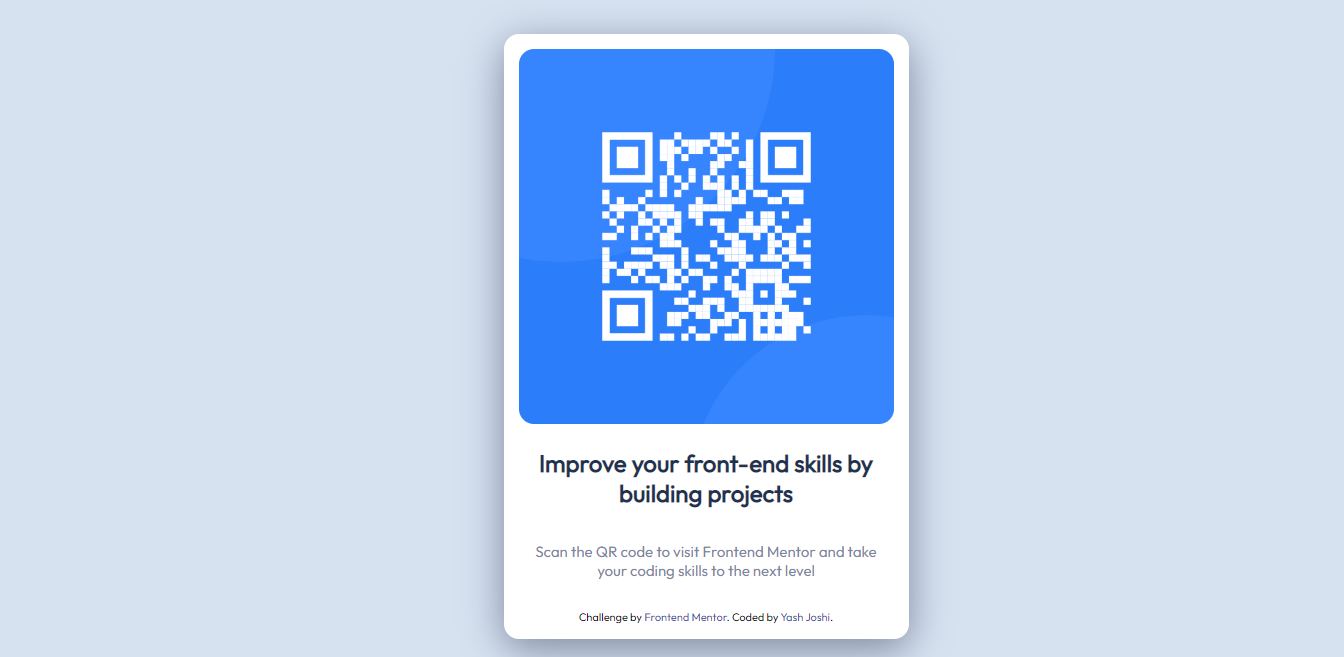 Improve your front-end skills by
building projects
Scan the QR code to visit Frontend Mentor and take
your coding skills to the next level
Challenge by Frontend Mentor. Coded by Yash Joshi.